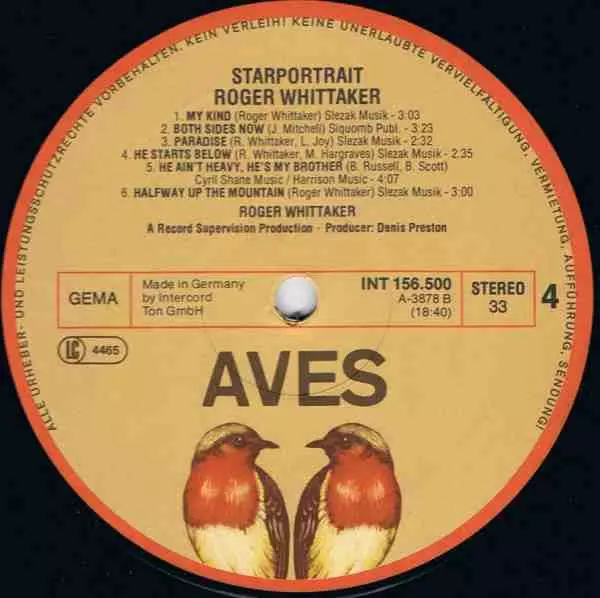 ALLE URHEBER- UND LEISTUNGSSCHUTZRECHTE VORBEHALTEN. KEIN VERLEIH! KEINE UNERLAUBTE VERVIELFÄLTIGUNG, VERMIETUNG, AUFFÜHRUNG, SENDUNG!
STARPORTRAIT
ROGER WHITTAKER
1. MY KIND (Roger Whittaker) Slezak Musik - 3:03
2. BOTH SIDES NOW (J. Mitchell) Siquomb Publ. - 3:23
3. PARADISE (R. Whittaker, L. Joy) Slezak Musik - 2:32
4. HE STARTS BELOW (R. Whittaker, M. Hargraves) Slezak Musik - 2:35
5. HE AIN'T HEAVY, HE'S MY BROTHER (B. Russell, B. Scott)
Cyril Shane Music / Harrison Music - 4:07
6. HALFWAY UP THE MOUNTAIN (Roger Whittaker) Slezak Musik - 3:00
ROGER WHITTAKER
A Record Supervision Production · Producer: Denis Preston
GEMA
Made in Germany
by Intercord
Ton GmbH
INT 156.500
A-3878 B
(18:40)
STEREO
33
4
LC 4465
AVES